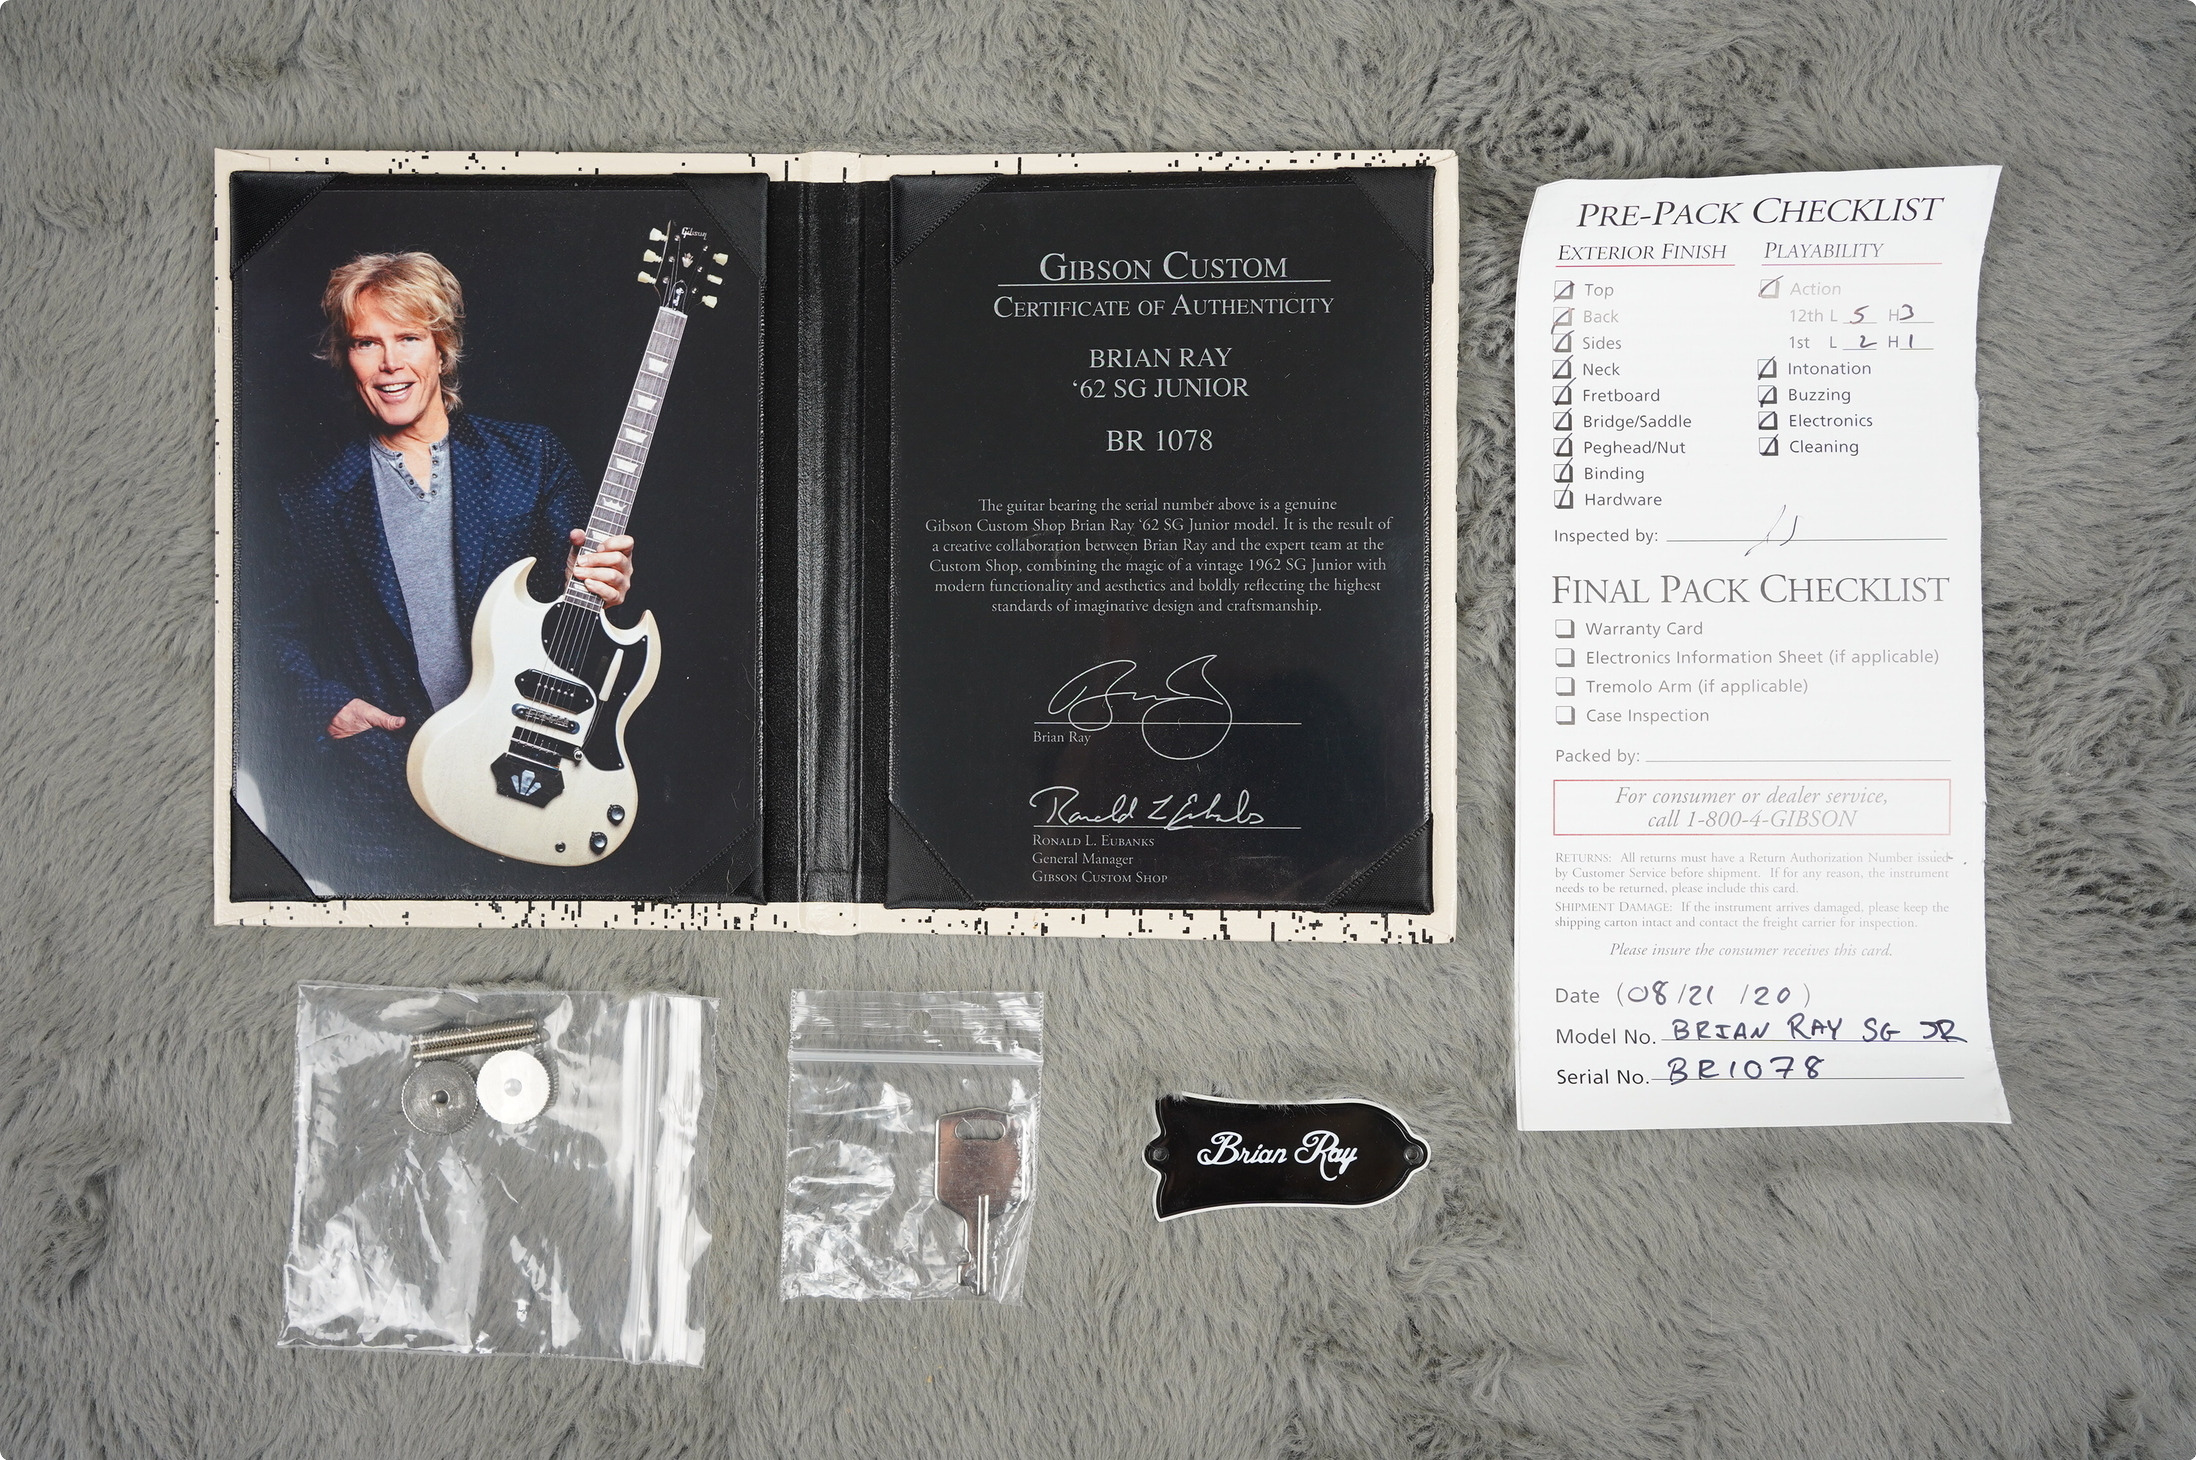 Gibson
GIBSON CUSTOM
CERTIFICATE OF AUTHENTICITY
BRIAN RAY
‘62 SG JUNIOR
BR 1078
The guitar bearing the serial number above is a genuine
Gibson Custom Shop Brian Ray ‘62 SG Junior model. It is the result of
a creative collaboration between Brian Ray and the expert team at the
Custom Shop, combining the magic of a vintage 1962 SG Junior with
modern functionality and aesthetics and boldly reflecting the highest
standards of imaginative design and craftsmanship.
Brian Ray
Ronald L Eubanks
RONALD L. EUBANKS
General Manager
GIBSON CUSTOM SHOP
PRE-PACK CHECKLIST
EXTERIOR FINISH
Top
Back
Sides
Neck
Fretboard
Bridge/Saddle
Peghead/Nut
Binding
Hardware
PLAYABILITY
Action
12th L 5 H 3
1st L 2 H 1
Intonation
Buzzing
Electronics
Cleaning
Inspected by:
FINAL PACK CHECKLIST
Warranty Card
Electronics Information Sheet (if applicable)
Tremolo Arm (if applicable)
Case Inspection
Packed by:
For consumer or dealer service,
call 1-800-4-GIBSON
RETURNS: All returns must have a Return Authorization Number issued
by Customer Service before shipment. If for any reason, the instrument
needs to be returned, please include this card.
SHIPMENT DAMAGE: If the instrument arrives damaged, please keep the
shipping carton intact and contact the freight carrier for inspection.
Please insure the consumer receives this card.
Date (08/21/20)
Model No. BRIAN RAY SG JR
Serial No. BR1078
Brian Ray